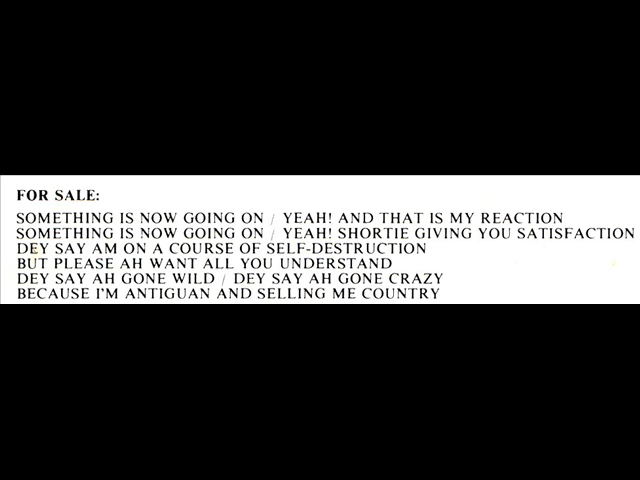 FOR SALE:
SOMETHING IS NOW GOING ON / YEAH! AND THAT IS MY REACTION
SOMETHING IS NOW GOING ON / YEAH! SHORTIE GIVING YOU SATISFACTION
DEY SAY AM ON A COURSE OF SELF-DESTRUCTION
BUT PLEASE AH WANT ALL YOU UNDERSTAND
DEY SAY AH GONE WILD / DEY SAY AH GONE CRAZY
BECAUSE I'M ANTIGUAN AND SELLING ME COUNTRY